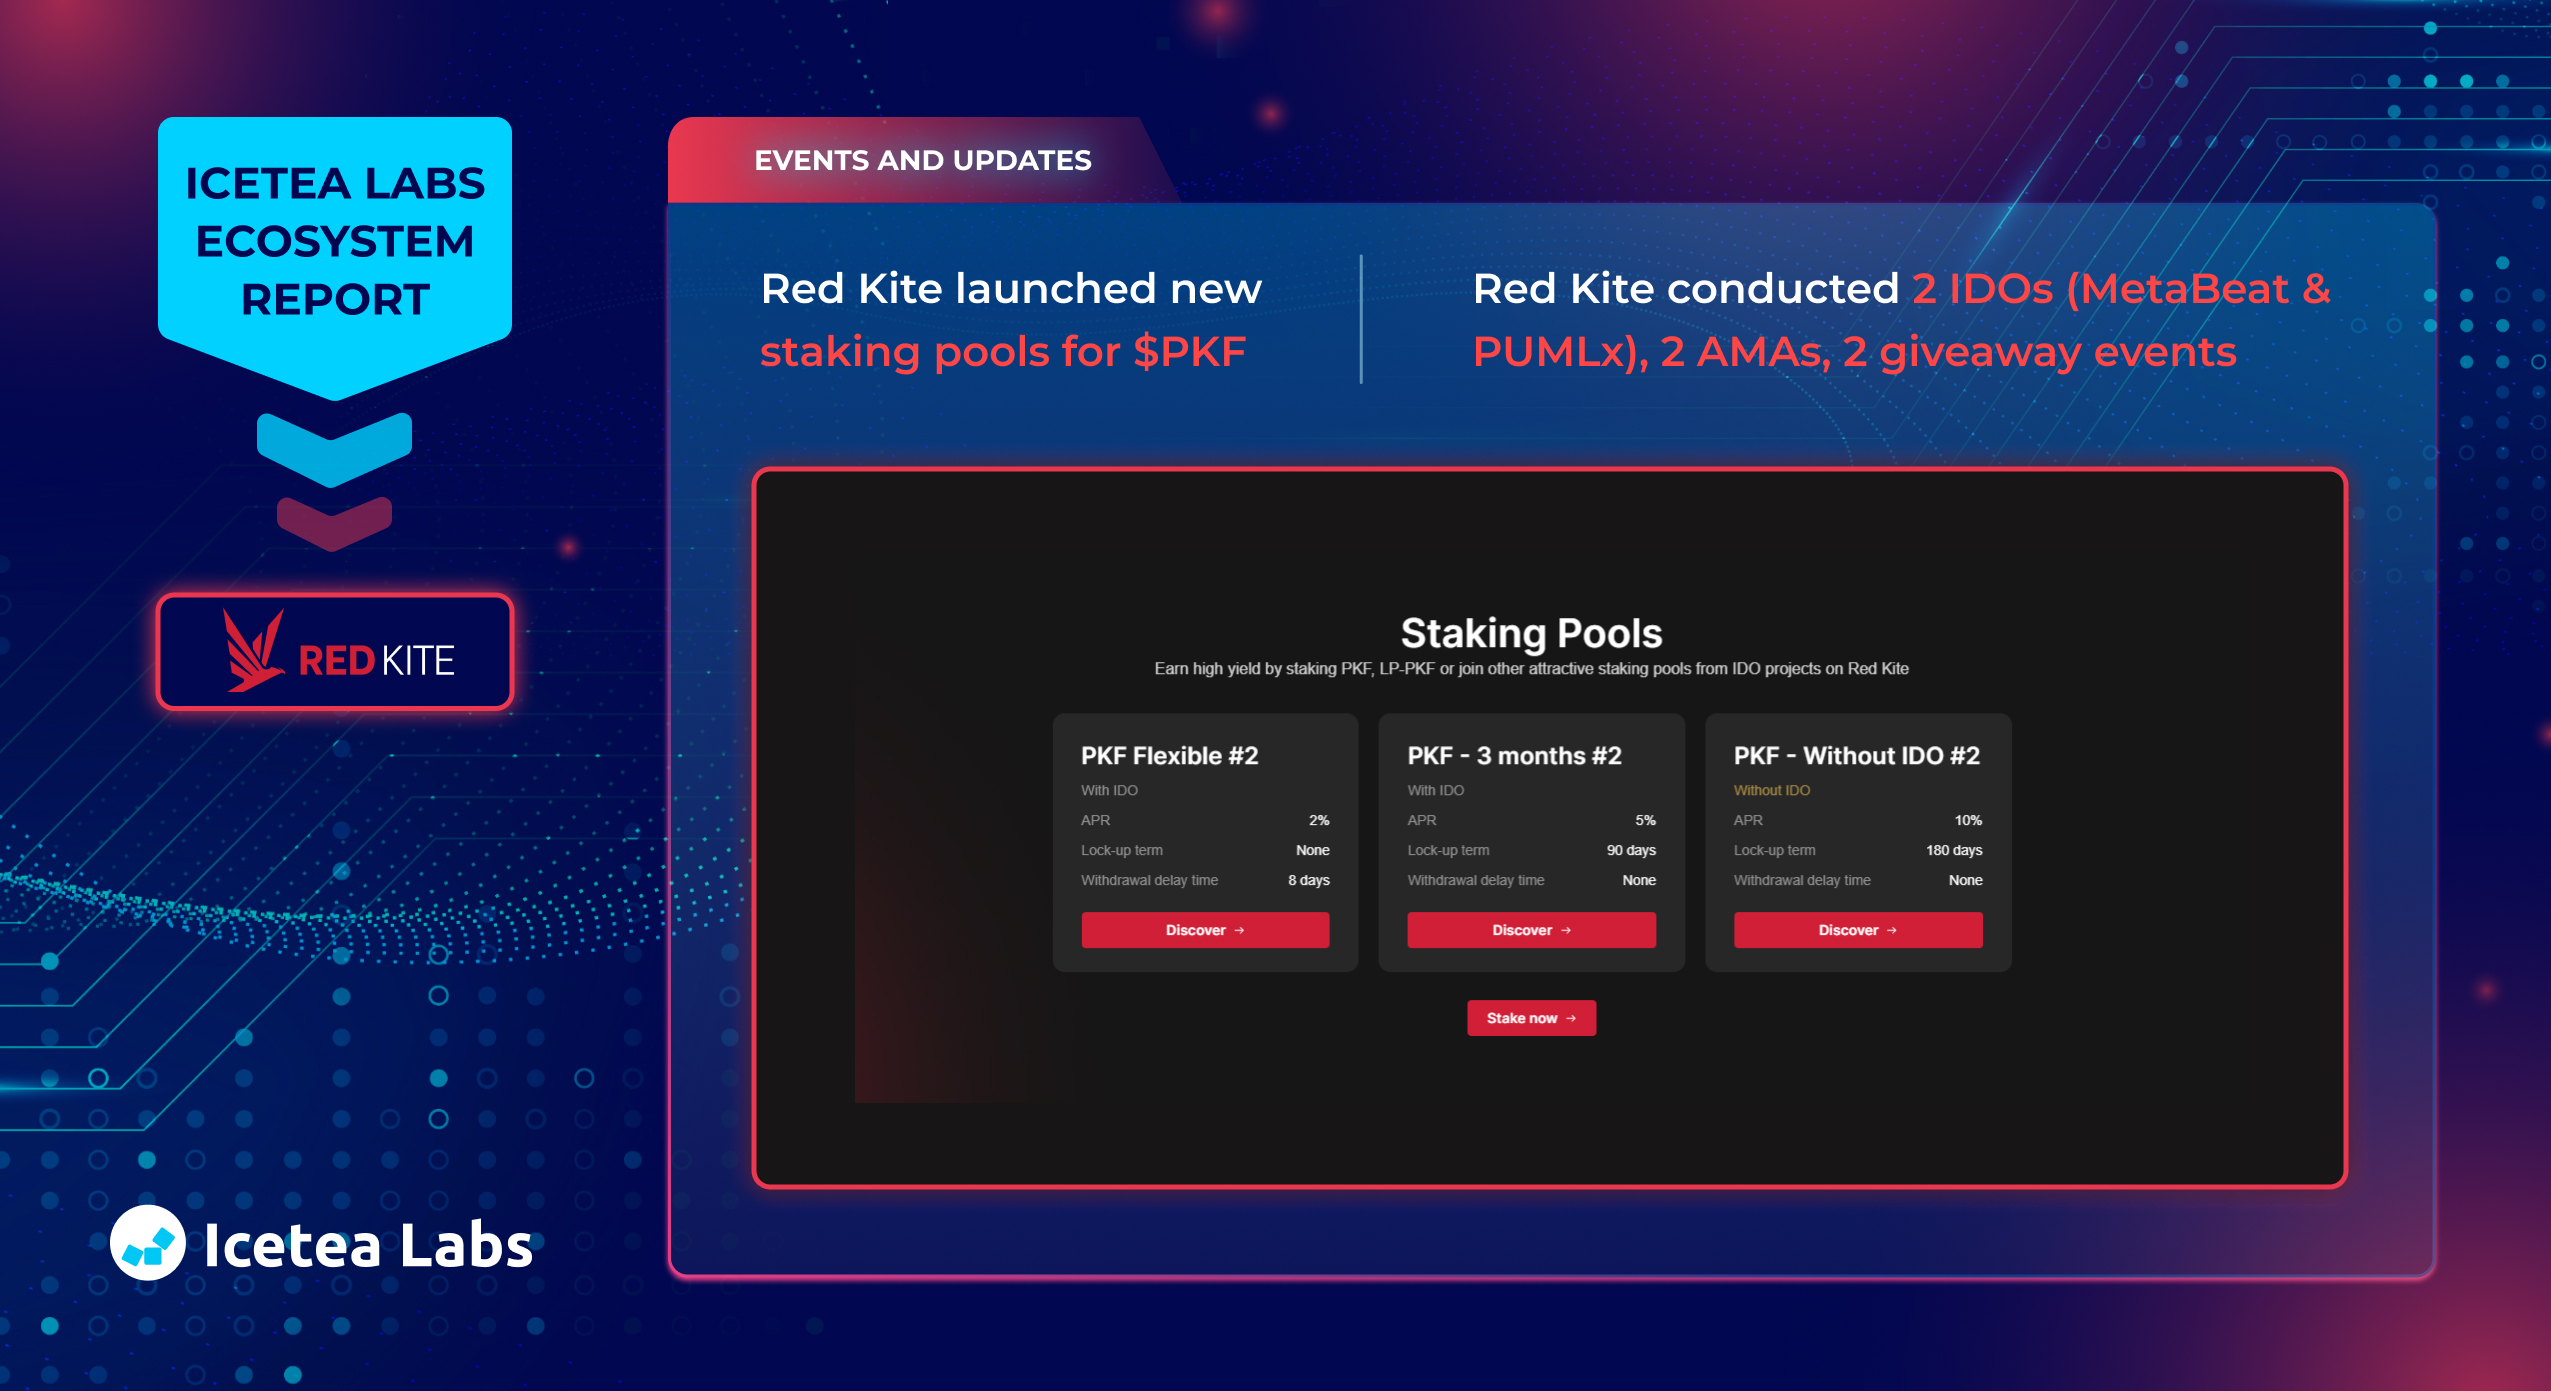 ICETEA LABS
ECOSYSTEM
REPORT
RED KITE
Icetea Labs
EVENTS AND UPDATES
Red Kite launched new
staking pools for $PKF
Red Kite conducted 2 IDOs (MetaBeat &
PUMLx), 2 AMAs, 2 giveaway events
Staking Pools
Earn high yield by staking PKF, LP-PKF or join other attractive staking pools from IDO projects on Red Kite
PKF Flexible #2
With IDO
APR 2%
Lock-up term None
Withdrawal delay time 8 days
Discover →
PKF - 3 months #2
With IDO
APR 5%
Lock-up term 90 days
Withdrawal delay time None
Discover →
PKF - Without IDO #2
Without IDO
APR 10%
Lock-up term 180 days
Withdrawal delay time None
Discover →
Stake now →